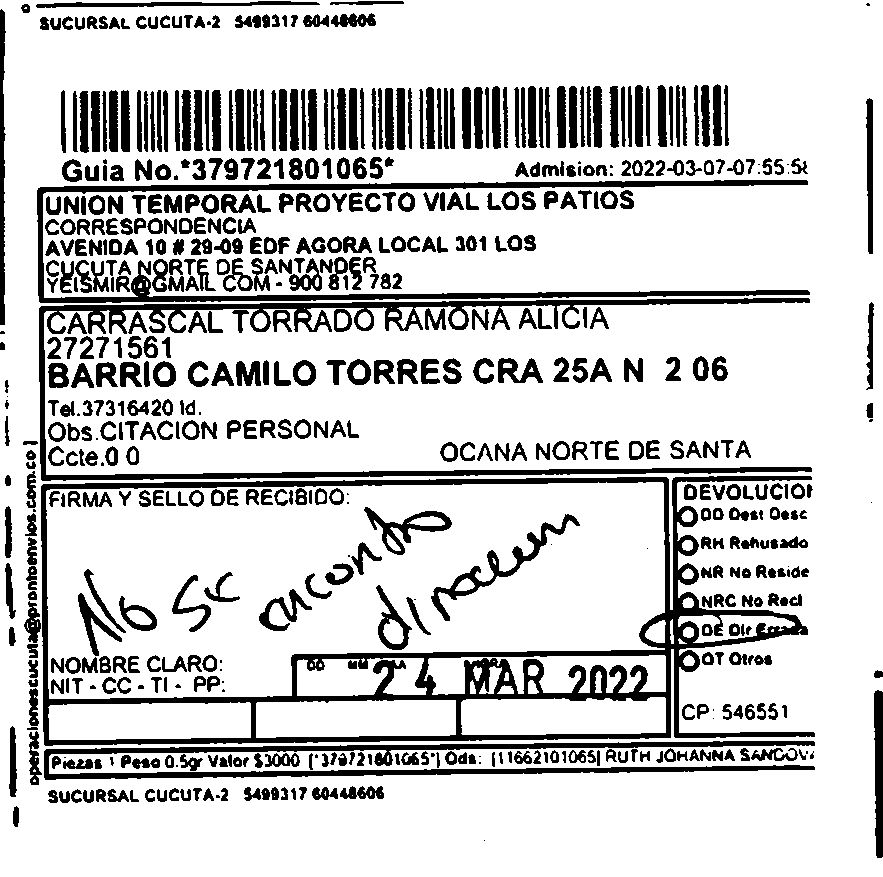 SUCURSAL CUCUTA-2 5499317 60448606
Guia No.*379721801065*
Admision: 2022-03-07-07:55:58
UNION TEMPORAL PROYECTO VIAL LOS PATIOS
CORRESPONDENCIA
AVENIDA 10 # 29-09 EDF AGORA LOCAL 301 LOS
CUCUTA NORTE DE SANTANDER
YEISMIR@GMAIL COM - 900 812 782
CARRASCAL TORRADO RAMONA ALICIA
27271561
BARRIO CAMILO TORRES CRA 25A N 2 06
Tel.37316420 Id.
Obs.CITACION PERSONAL
Ccte.0 0
OCANA NORTE DE SANTA
operacionescucuta@prontoenvios.com.co
FIRMA Y SELLO DE RECIBIDO:
No se encontro direccion
NOMBRE CLARO:
NIT - CC - TI - PP:
DD MM
24 MAR 2022
DEVOLUCION
DD Dest Desc
RH Rehusado
NR No Reside
NRC No Recl
DE Dir Errada
OT Otros
CP: 546551
Piezas 1 Peso 0.5gr Valor $3000 [*379721801065*] Ods: [11662101065] RUTH JOHANNA SANDOVA
SUCURSAL CUCUTA-2 5499317 60448606